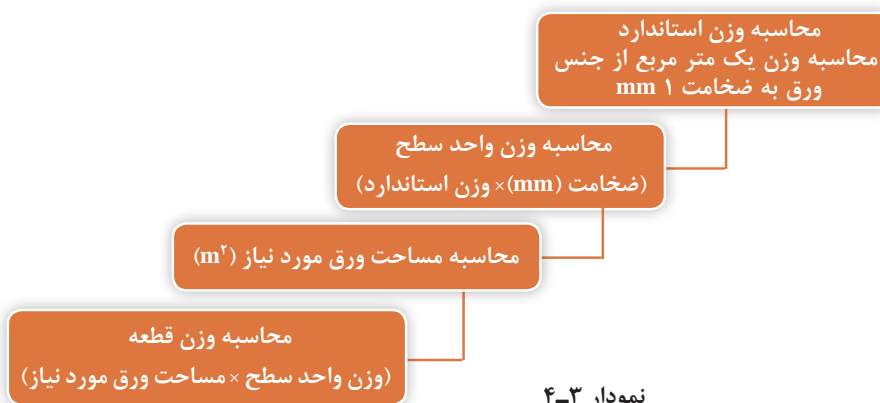 محاسبه وزن استاندارد
محاسبه وزن یک متر مربع از جنس
ورق به ضخامت ۱ mm
محاسبه وزن واحد سطح
(ضخامت (mm)× وزن استاندارد)
محاسبه مساحت ورق مورد نیاز (m۲)
محاسبه وزن قطعه
(وزن واحد سطح × مساحت ورق مورد نیاز)
نمودار ۳ــ۴